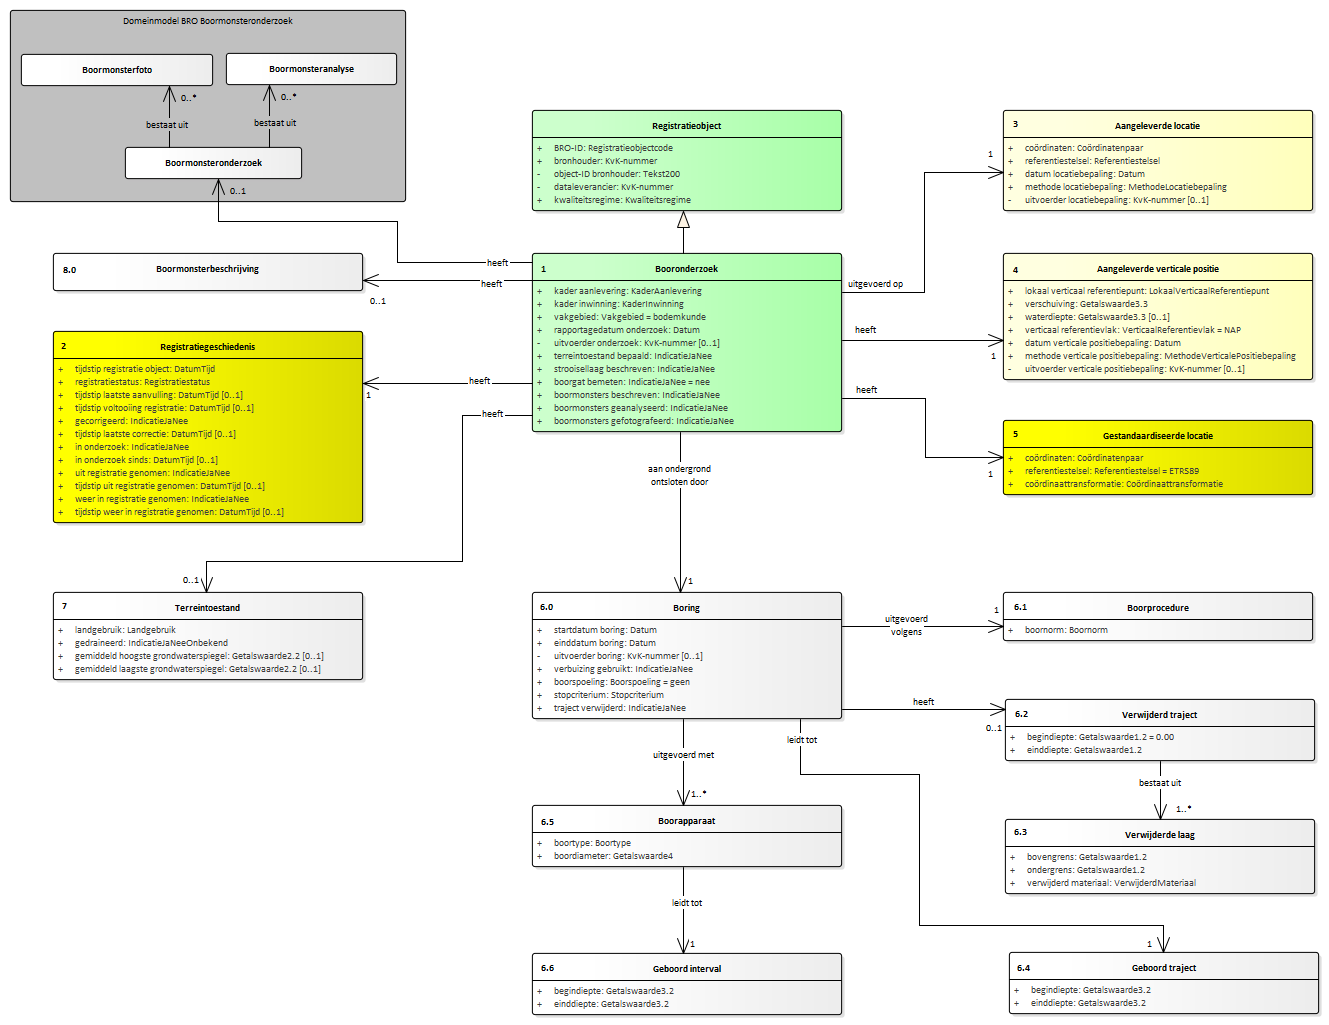 Domeinmodel BRO Boormonsteronderzoek
Boormonsterfoto
Boormonsteranalyse
0..*
0..*
bestaat uit
bestaat uit
Boormonsteronderzoek
0..1
Registratieobject
+ BRO-ID: Registratieobjectcode
+ bronhouder: KvK-nummer
- object-ID bronhouder: Tekst200
- dataleverancier: KvK-nummer
+ kwaliteitsregime: Kwaliteitsregime
3 Aangeleverde locatie
+ coördinaten: Coördinatenpaar
+ referentiestelsel: Referentiestelsel
+ datum locatiebepaling: Datum
+ methode locatiebepaling: MethodeLocatiebepaling
- uitvoerder locatiebepaling: KvK-nummer [0..1]
1
heeft
uitgevoerd op
8.0 Boormonsterbeschrijving
heeft
0..1
1 Booronderzoek
+ kader aanlevering: KaderAanlevering
+ kader inwinning: KaderInwinning
+ vakgebied: Vakgebied = bodemkunde
+ rapportagedatum onderzoek: Datum
- uitvoerder onderzoek: KvK-nummer [0..1]
+ terreintoestand bepaald: IndicatieJaNee
+ strooisellaag beschreven: IndicatieJaNee
+ boorgat bemeten: IndicatieJaNee = nee
+ boormonsters beschreven: IndicatieJaNee
+ boormonsters geanalyseerd: IndicatieJaNee
+ boormonsters gefotografeerd: IndicatieJaNee
4 Aangeleverde verticale positie
+ lokaal verticaal referentiepunt: LokaalVerticaalReferentiepunt
+ verschuiving: Getalswaarde3.3
+ waterdiepte: Getalswaarde3.3 [0..1]
+ verticaal referentievlak: VerticaalReferentievlak = NAP
+ datum verticale positiebepaling: Datum
+ methode verticale positiebepaling: MethodeVerticalePositiebepaling
- uitvoerder verticale positiebepaling: KvK-nummer [0..1]
heeft
1
2 Registratiegeschiedenis
+ tijdstip registratie object: DatumTijd
+ registratiestatus: Registratiestatus
+ tijdstip laatste aanvulling: DatumTijd [0..1]
+ tijdstip voltooiing registratie: DatumTijd [0..1]
+ gecorrigeerd: IndicatieJaNee
+ tijdstip laatste correctie: DatumTijd [0..1]
+ in onderzoek: IndicatieJaNee
+ in onderzoek sinds: DatumTijd [0..1]
+ uit registratie genomen: IndicatieJaNee
+ tijdstip uit registratie genomen: DatumTijd [0..1]
+ weer in registratie genomen: IndicatieJaNee
+ tijdstip weer in registratie genomen: DatumTijd [0..1]
heeft
1
heeft
heeft
1
5 Gestandaardiseerde locatie
+ coördinaten: Coördinatenpaar
+ referentiestelsel: Referentiestelsel = ETRS89
+ coördinaattransformatie: Coördinaattransformatie
aan ondergrond
ontsloten door
1
0..1
7 Terreintoestand
+ landgebruik: Landgebruik
+ gedraineerd: IndicatieJaNeeOnbekend
+ gemiddeld hoogste grondwaterspiegel: Getalswaarde2.2 [0..1]
+ gemiddeld laagste grondwaterspiegel: Getalswaarde2.2 [0..1]
6.0 Boring
+ startdatum boring: Datum
+ einddatum boring: Datum
- uitvoerder boring: KvK-nummer [0..1]
+ verbuizing gebruikt: IndicatieJaNee
+ boorspoeling: Boorspoeling = geen
+ stopcriterium: Stopcriterium
+ traject verwijderd: IndicatieJaNee
uitgevoerd
volgens
1
6.1 Boorprocedure
+ boornorm: Boornorm
heeft
0..1
6.2 Verwijderd traject
+ begindiepte: Getalswaarde1.2 = 0.00
+ einddiepte: Getalswaarde1.2
leidt tot
uitgevoerd met
1..*
bestaat uit
1..*
6.5 Boorapparaat
+ boortype: Boortype
+ boordiameter: Getalswaarde4
6.3 Verwijderde laag
+ bovengrens: Getalswaarde1.2
+ ondergrens: Getalswaarde1.2
+ verwijderd materiaal: VerwijderdMateriaal
leidt tot
1
1
6.6 Geboord interval
+ begindiepte: Getalswaarde3.2
+ einddiepte: Getalswaarde3.2
6.4 Geboord traject
+ begindiepte: Getalswaarde3.2
+ einddiepte: Getalswaarde3.2